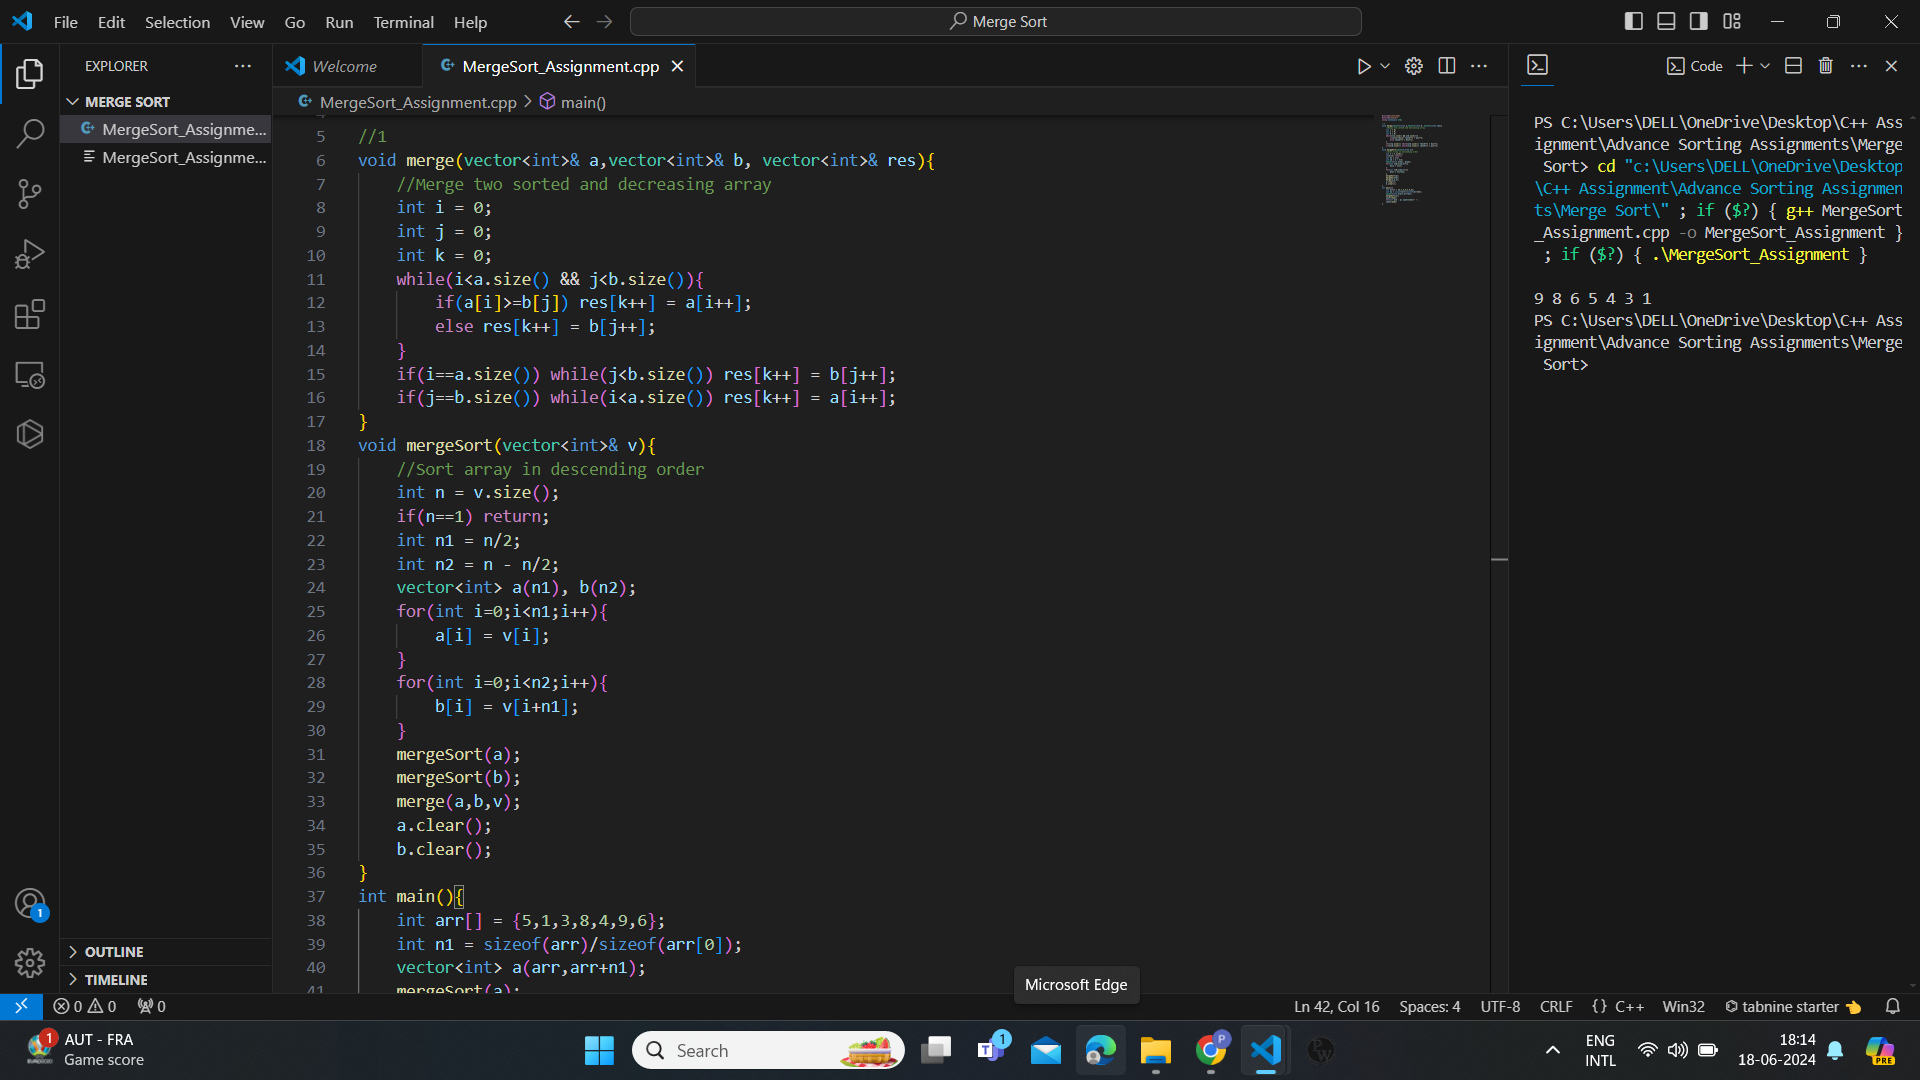 File Edit Selection View Go Run Terminal Help
Merge Sort
EXPLORER
Welcome
MergeSort_Assignment.cpp
Code
MERGE SORT
MergeSort_Assignme...
MergeSort_Assignme...
MergeSort_Assignment.cpp > main()
5 //1
6 void merge(vector<int>& a,vector<int>& b, vector<int>& res){
7 //Merge two sorted and decreasing array
8 int i = 0;
9 int j = 0;
10 int k = 0;
11 while(i<a.size() && j<b.size()){
12 if(a[i]>=b[j]) res[k++] = a[i++];
13 else res[k++] = b[j++];
14 }
15 if(i==a.size()) while(j<b.size()) res[k++] = b[j++];
16 if(j==b.size()) while(i<a.size()) res[k++] = a[i++];
17 }
18 void mergeSort(vector<int>& v){
19 //Sort array in descending order
20 int n = v.size();
21 if(n==1) return;
22 int n1 = n/2;
23 int n2 = n - n/2;
24 vector<int> a(n1), b(n2);
25 for(int i=0;i<n1;i++){
26 a[i] = v[i];
27 }
28 for(int i=0;i<n2;i++){
29 b[i] = v[i+n1];
30 }
31 mergeSort(a);
32 mergeSort(b);
33 merge(a,b,v);
34 a.clear();
35 b.clear();
36 }
37 int main(){
38 int arr[] = {5,1,3,8,4,9,6};
39 int n1 = sizeof(arr)/sizeof(arr[0]);
40 vector<int> a(arr,arr+n1);
41 mergeSort(a);
PS C:\Users\DELL\OneDrive\Desktop\C++ Ass
ignment\Advance Sorting Assignments\Merge
Sort> cd "c:\Users\DELL\OneDrive\Desktop
\C++ Assignment\Advance Sorting Assignmen
ts\Merge Sort\" ; if ($?) { g++ MergeSort
_Assignment.cpp -o MergeSort_Assignment }
; if ($?) { .\MergeSort_Assignment }
9 8 6 5 4 3 1
PS C:\Users\DELL\OneDrive\Desktop\C++ Ass
ignment\Advance Sorting Assignments\Merge
Sort>
1
OUTLINE
TIMELINE
Microsoft Edge
0 0 0
Ln 42, Col 16 Spaces: 4 UTF-8 CRLF {} C++ Win32 tabnine starter
1
AUT - FRA
Game score
Search
1
P
ENG
INTL
18:14
18-06-2024
PRE